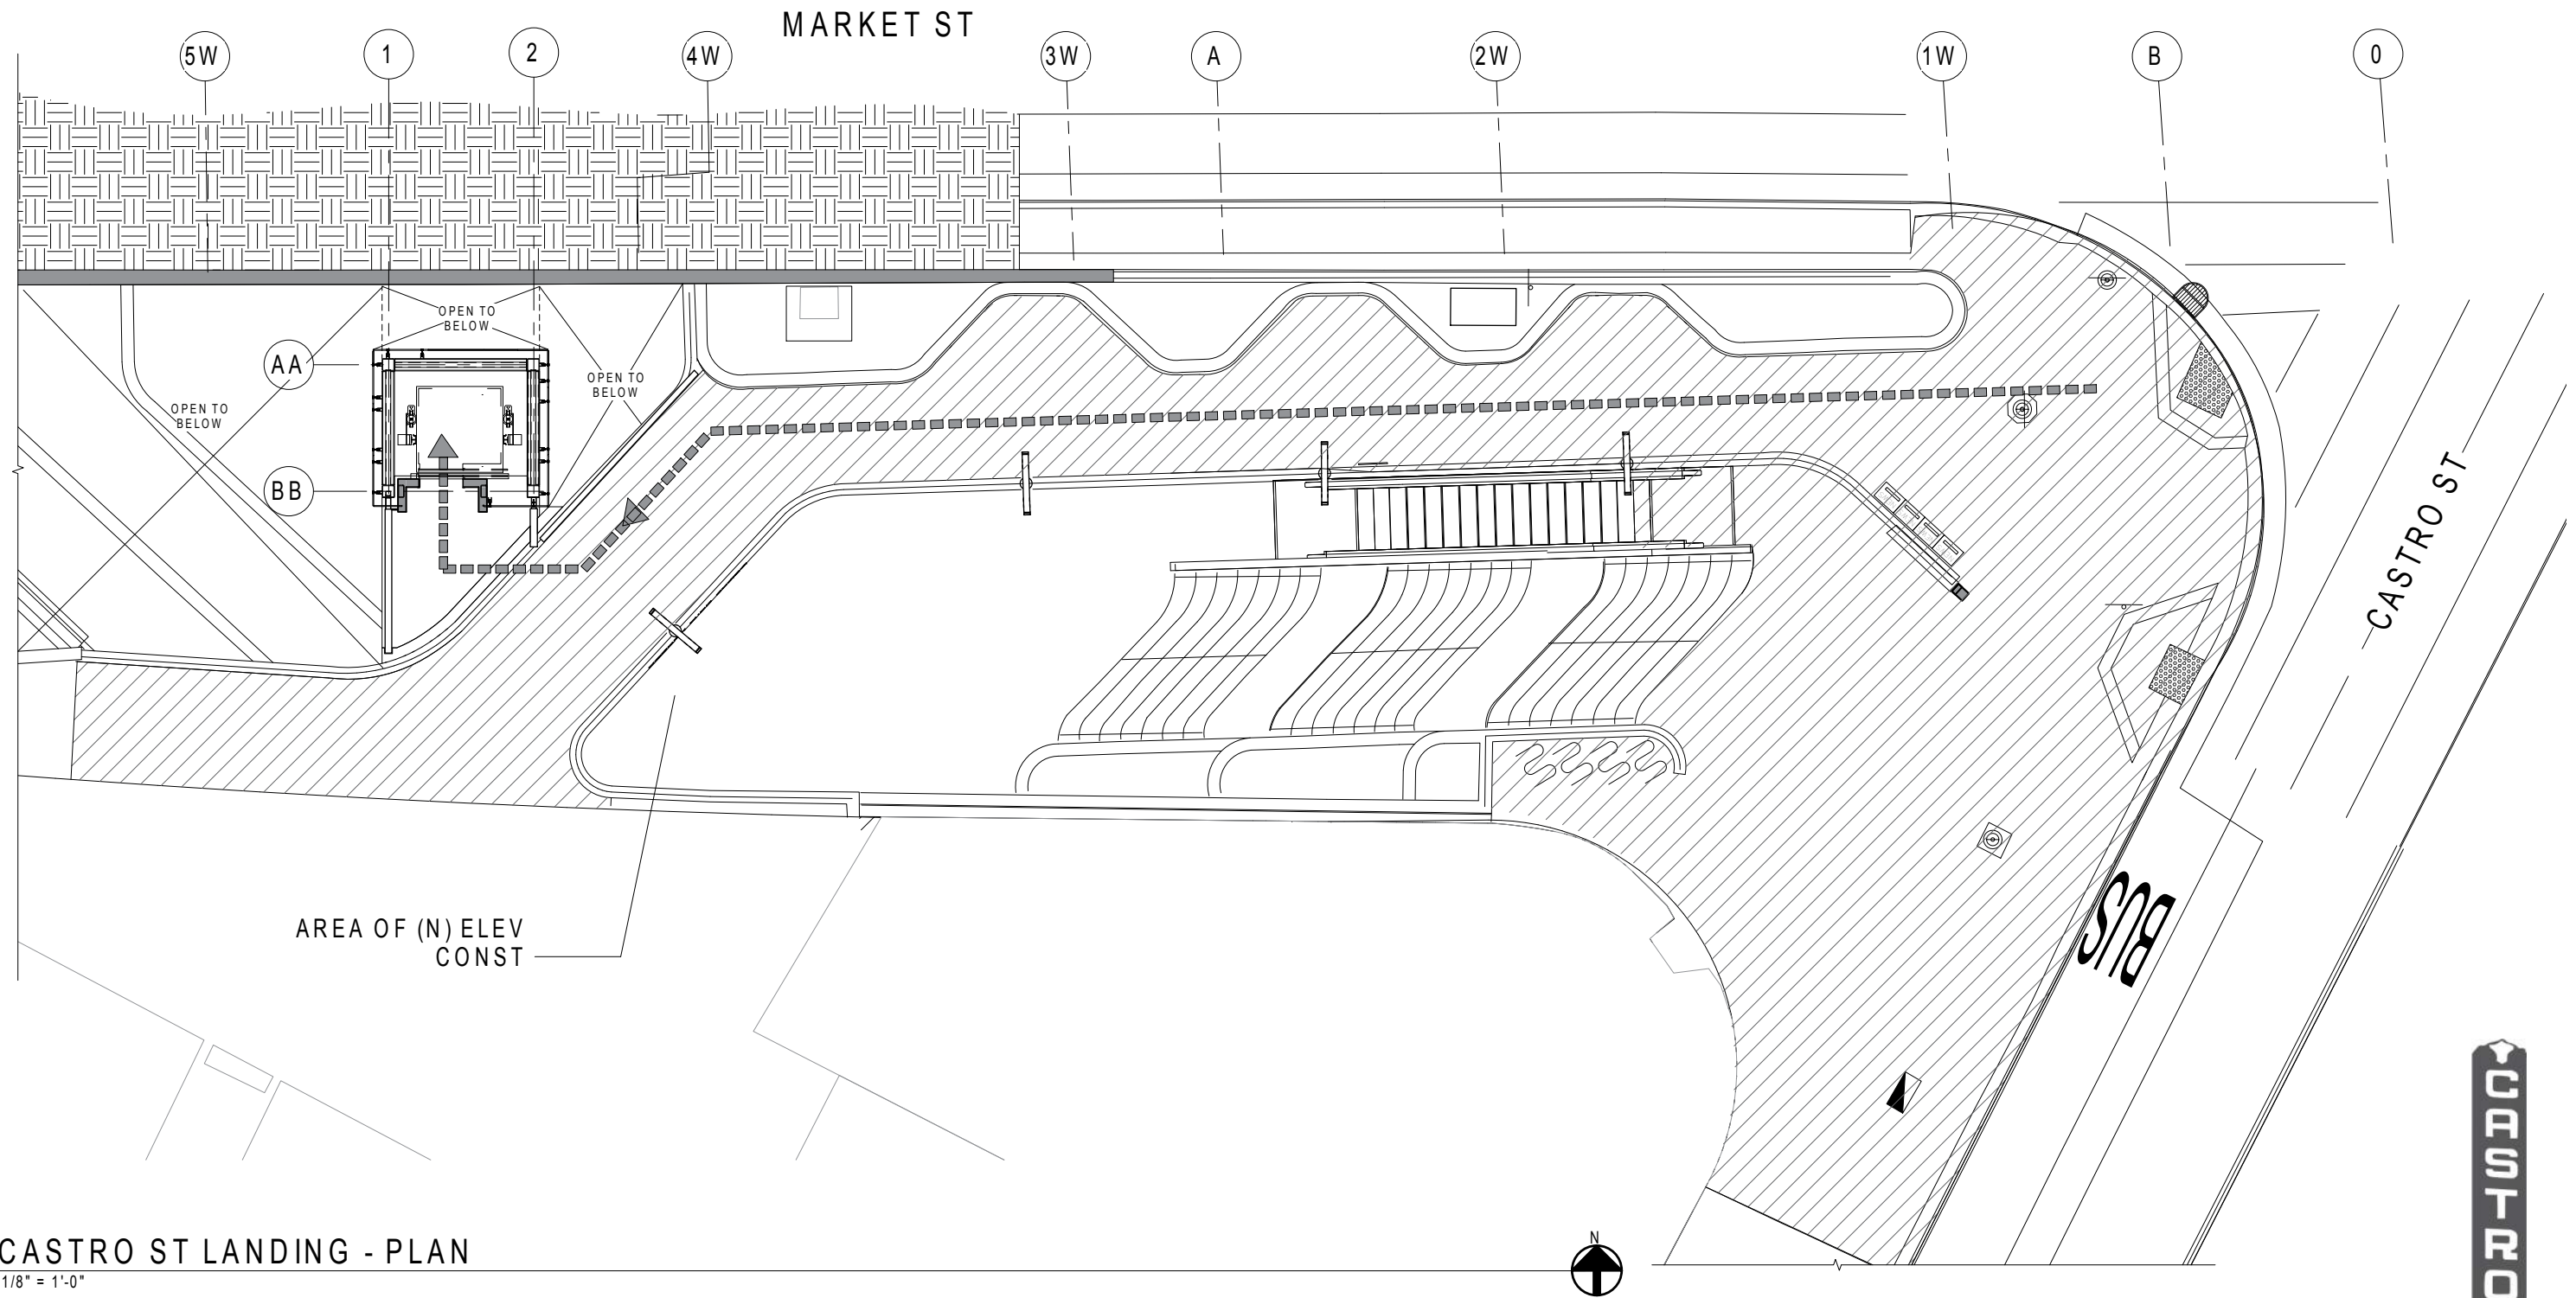 MARKET ST
5W
1
2
4W
3W
A
2W
1W
B
0
OPEN TO
BELOW
AA
OPEN TO
BELOW
OPEN TO
BELOW
BB
CASTRO ST
BUS
AREA OF (N) ELEV
CONST
CASTRO
CASTRO ST LANDING - PLAN
1/8" = 1'-0"
N